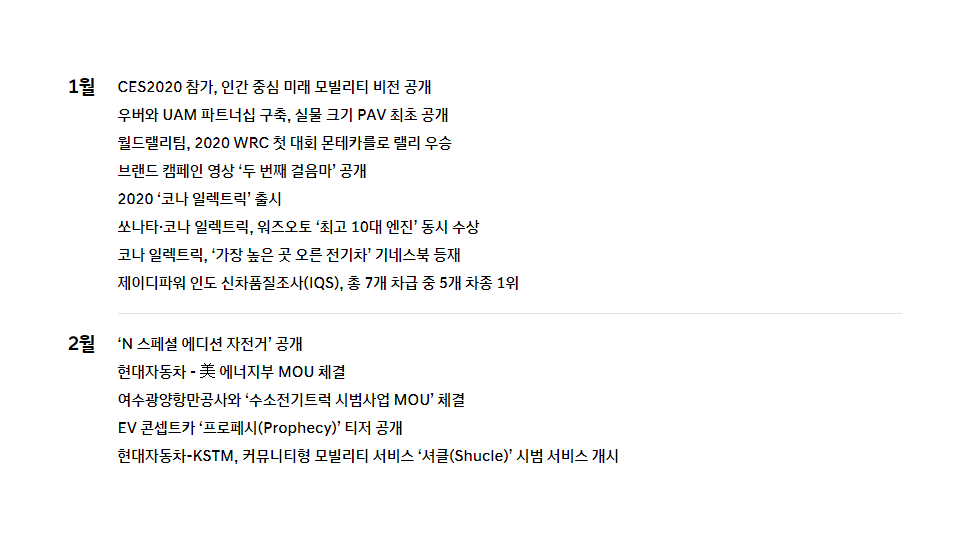 1월
CES2020 참가, 인간 중심 미래 모빌리티 비전 공개
우버와 UAM 파트너십 구축, 실물 크기 PAV 최초 공개
월드랠리팀, 2020 WRC 첫 대회 몬테카를로 랠리 우승
브랜드 캠페인 영상 ‘두 번째 걸음마’ 공개
2020 ‘코나 일렉트릭’ 출시
쏘나타·코나 일렉트릭, 워즈오토 ‘최고 10대 엔진’ 동시 수상
코나 일렉트릭, ‘가장 높은 곳 오른 전기차’ 기네스북 등재
제이디파워 인도 신차품질조사(IQS), 총 7개 차급 중 5개 차종 1위
2월
‘N 스페셜 에디션 자전거’ 공개
현대자동차 - 美 에너지부 MOU 체결
여수광양항만공사와 ‘수소전기트럭 시범사업 MOU’ 체결
EV 콘셉트카 ‘프로페시(Prophecy)’ 티저 공개
현대자동차-KSTM, 커뮤니티형 모빌리티 서비스 ‘셔클(Shucle)’ 시범 서비스 개시